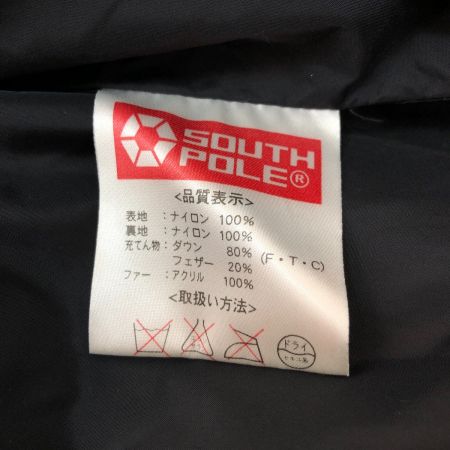 SOUTH
POLE®
<品質表示>
表地 : ナイロン 100%
裏地 : ナイロン 100%
充てん物 : ダウン 80%
フェザー 20% (F・T・C)
ファー : アクリル 100%
<取扱い方法>
ドライ